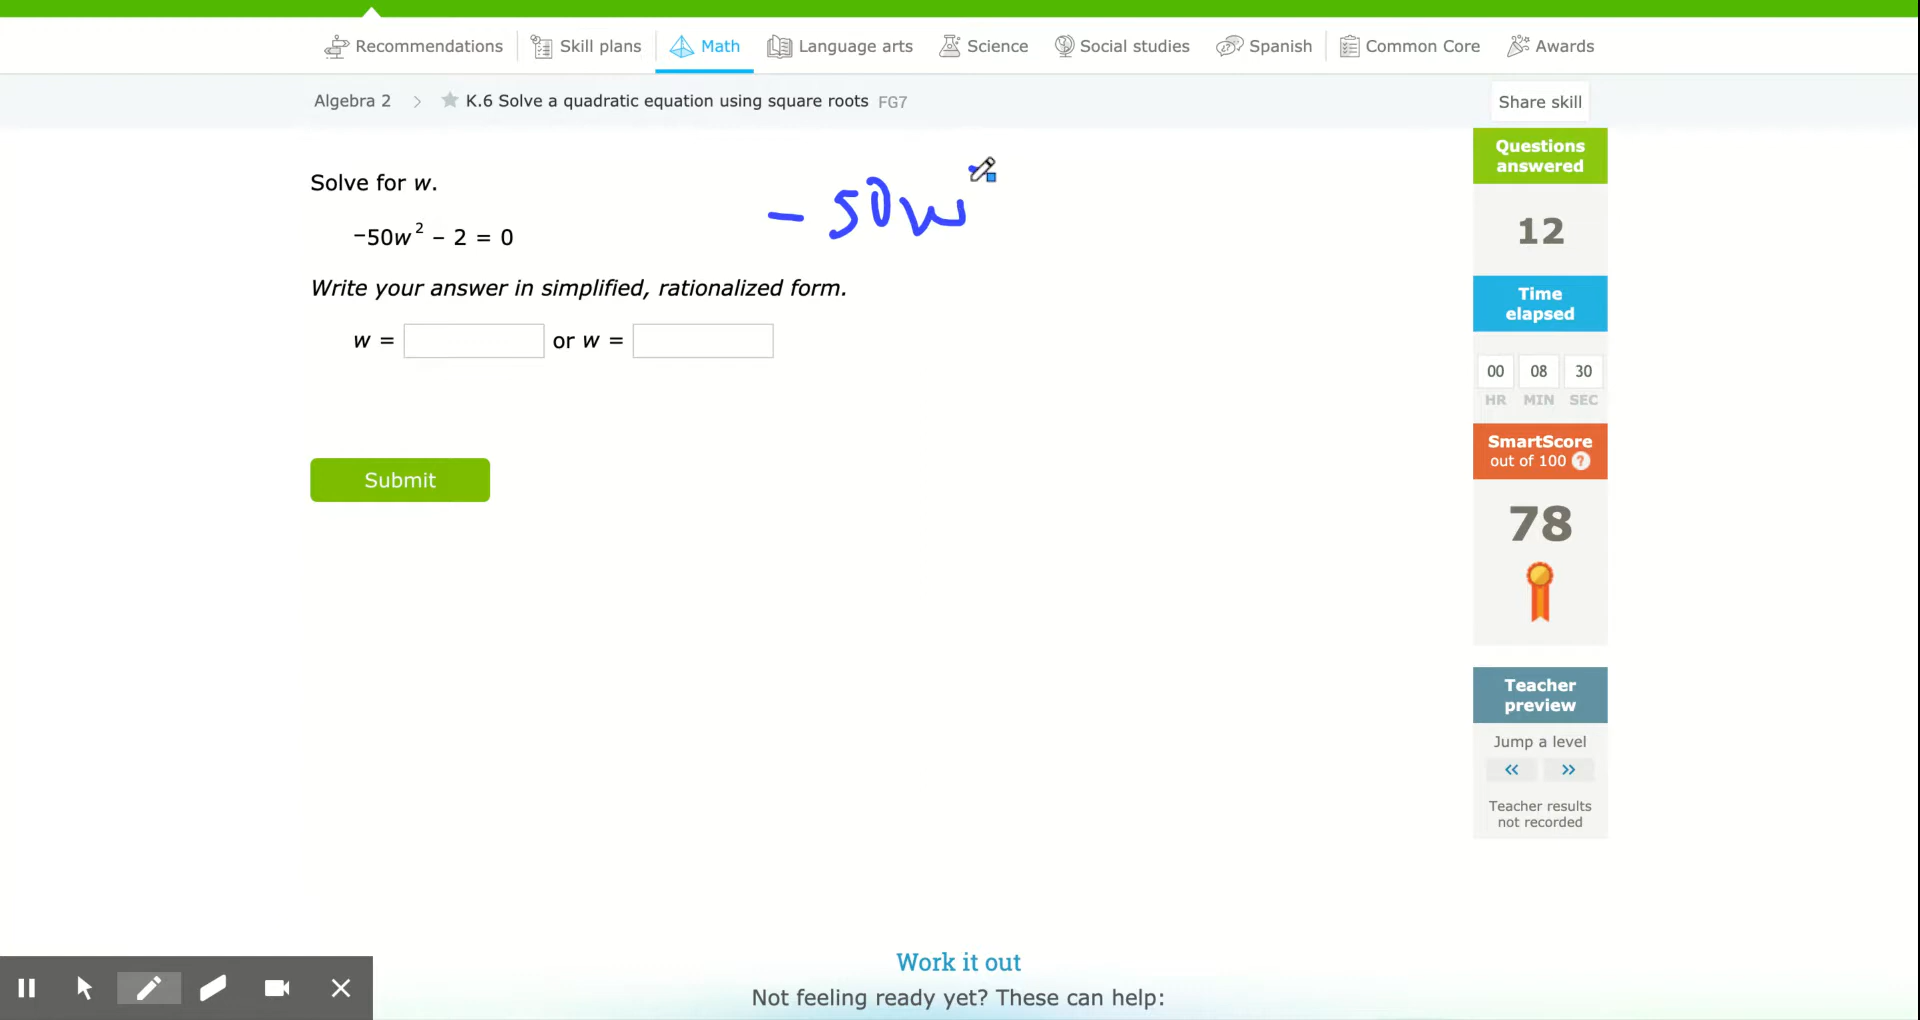 Recommendations Skill plans Math Language arts Science Social studies Spanish Common Core Awards
Algebra 2 > K.6 Solve a quadratic equation using square roots FG7
Share skill
Solve for w.
−50w² − 2 = 0
Write your answer in simplified, rationalized form.
w = or w =
Submit
- 50w
Questions
answered
12
Time
elapsed
00 08 30
HR MIN SEC
SmartScore
out of 100 ?
78
Teacher
preview
Jump a level
« »
Teacher results
not recorded
Work it out
Not feeling ready yet? These can help: